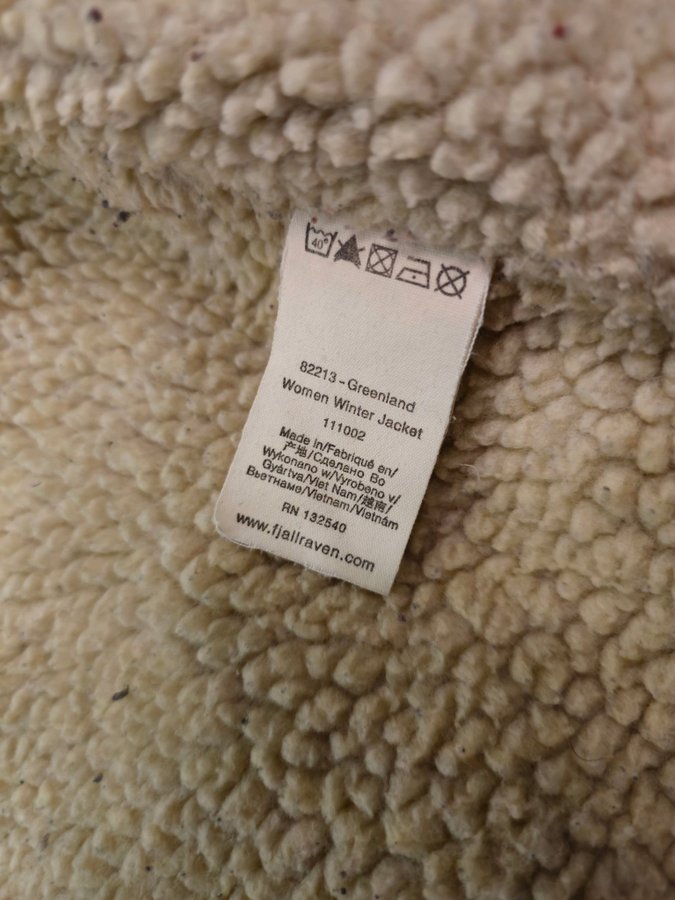 40°
82213 - Greenland
Women Winter Jacket
111002
Made in/Fabriqué en/
产地/Сделано Во
Wykonano w/Vyrobeno v/
Gyártva/Viet Nam/越南/
Вьетнаме/Vietnam/Vietnám
RN 132540
www.fjallraven.com